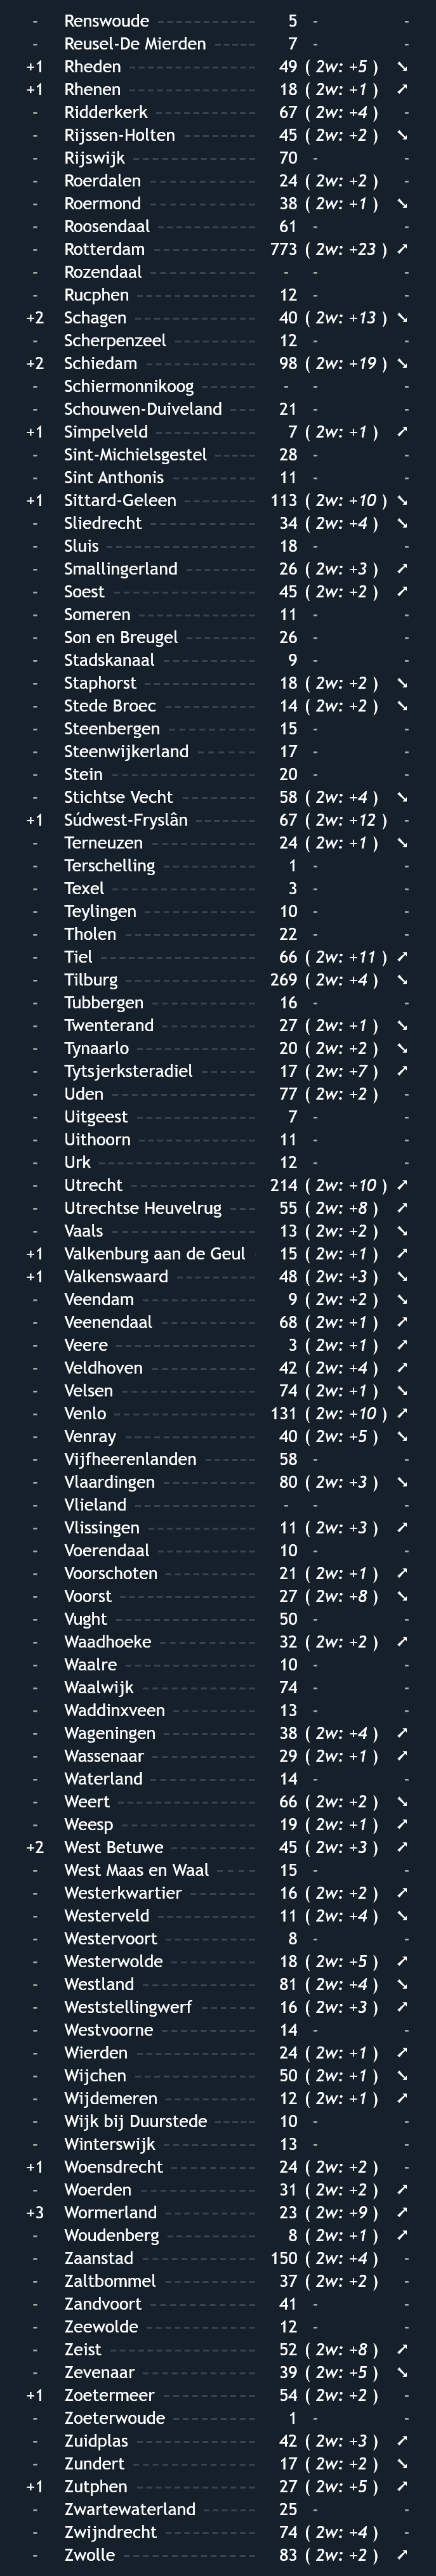 - Renswoude 5 - -
- Reusel-De Mierden 7 - -
+1 Rheden 49 ( 2w: +5 ) ➘
+1 Rhenen 18 ( 2w: +1 ) ➚
- Ridderkerk 67 ( 2w: +4 ) -
- Rijssen-Holten 45 ( 2w: +2 ) ➘
- Rijswijk 70 - -
- Roerdalen 24 ( 2w: +2 ) -
- Roermond 38 ( 2w: +1 ) ➘
- Roosendaal 61 - -
- Rotterdam 773 ( 2w: +23 ) ➚
- Rozendaal - - -
- Rucphen 12 - -
+2 Schagen 40 ( 2w: +13 ) ➘
- Scherpenzeel 12 - -
+2 Schiedam 98 ( 2w: +19 ) ➘
- Schiermonnikoog - - -
- Schouwen-Duiveland 21 - -
+1 Simpelveld 7 ( 2w: +1 ) ➚
- Sint-Michielsgestel 28 - -
- Sint Anthonis 11 - -
+1 Sittard-Geleen 113 ( 2w: +10 ) ➘
- Sliedrecht 34 ( 2w: +4 ) ➘
- Sluis 18 - -
- Smallingerland 26 ( 2w: +3 ) ➚
- Soest 45 ( 2w: +2 ) ➚
- Someren 11 - -
- Son en Breugel 26 - -
- Stadskanaal 9 - -
- Staphorst 18 ( 2w: +2 ) ➘
- Stede Broec 14 ( 2w: +2 ) ➘
- Steenbergen 15 - -
- Steenwijkerland 17 - -
- Stein 20 - -
- Stichtse Vecht 58 ( 2w: +4 ) ➘
+1 Súdwest-Fryslân 67 ( 2w: +12 ) -
- Terneuzen 24 ( 2w: +1 ) ➘
- Terschelling 1 - -
- Texel 3 - -
- Teylingen 10 - -
- Tholen 22 - -
- Tiel 66 ( 2w: +11 ) ➚
- Tilburg 269 ( 2w: +4 ) ➘
- Tubbergen 16 - -
- Twenterand 27 ( 2w: +1 ) ➘
- Tynaarlo 20 ( 2w: +2 ) ➘
- Tytsjerksteradiel 17 ( 2w: +7 ) ➚
- Uden 77 ( 2w: +2 ) -
- Uitgeest 7 - -
- Uithoorn 11 - -
- Urk 12 - -
- Utrecht 214 ( 2w: +10 ) ➚
- Utrechtse Heuvelrug 55 ( 2w: +8 ) ➚
- Vaals 13 ( 2w: +2 ) ➘
+1 Valkenburg aan de Geul 15 ( 2w: +1 ) ➚
+1 Valkenswaard 48 ( 2w: +3 ) ➘
- Veendam 9 ( 2w: +2 ) ➘
- Veenendaal 68 ( 2w: +1 ) ➚
- Veere 3 ( 2w: +1 ) ➚
- Veldhoven 42 ( 2w: +4 ) ➚
- Velsen 74 ( 2w: +1 ) ➘
- Venlo 131 ( 2w: +10 ) ➚
- Venray 40 ( 2w: +5 ) ➘
- Vijfheerenlanden 58 - -
- Vlaardingen 80 ( 2w: +3 ) ➘
- Vlieland - - -
- Vlissingen 11 ( 2w: +3 ) ➚
- Voerendaal 10 - -
- Voorschoten 21 ( 2w: +1 ) ➚
- Voorst 27 ( 2w: +8 ) ➘
- Vught 50 - -
- Waadhoeke 32 ( 2w: +2 ) ➚
- Waalre 10 - -
- Waalwijk 74 - -
- Waddinxveen 13 - -
- Wageningen 38 ( 2w: +4 ) ➚
- Wassenaar 29 ( 2w: +1 ) ➚
- Waterland 14 - -
- Weert 66 ( 2w: +2 ) ➘
- Weesp 19 ( 2w: +1 ) ➚
+2 West Betuwe 45 ( 2w: +3 ) ➚
- West Maas en Waal 15 - -
- Westerkwartier 16 ( 2w: +2 ) ➚
- Westerveld 11 ( 2w: +4 ) ➘
- Westervoort 8 - -
- Westerwolde 18 ( 2w: +5 ) ➚
- Westland 81 ( 2w: +4 ) ➘
- Weststellingwerf 16 ( 2w: +3 ) ➚
- Westvoorne 14 - -
- Wierden 24 ( 2w: +1 ) ➚
- Wijchen 50 ( 2w: +1 ) ➘
- Wijdemeren 12 ( 2w: +1 ) ➚
- Wijk bij Duurstede 10 - -
- Winterswijk 13 - -
+1 Woensdrecht 24 ( 2w: +2 ) -
- Woerden 31 ( 2w: +2 ) ➚
+3 Wormerland 23 ( 2w: +9 ) ➚
- Woudenberg 8 ( 2w: +1 ) ➚
- Zaanstad 150 ( 2w: +4 ) -
- Zaltbommel 37 ( 2w: +2 ) -
- Zandvoort 41 - -
- Zeewolde 12 - -
- Zeist 52 ( 2w: +8 ) ➚
- Zevenaar 39 ( 2w: +5 ) ➘
+1 Zoetermeer 54 ( 2w: +2 ) -
- Zoeterwoude 1 - -
- Zuidplas 42 ( 2w: +3 ) ➚
- Zundert 17 ( 2w: +2 ) ➘
+1 Zutphen 27 ( 2w: +5 ) ➚
- Zwartewaterland 25 - -
- Zwijndrecht 74 ( 2w: +4 ) -
- Zwolle 83 ( 2w: +2 ) ➚